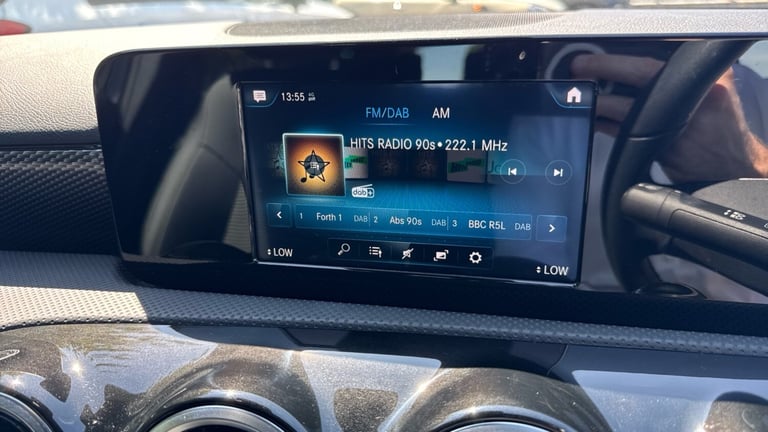 13:55 4G
FM/DAB AM
HITS RADIO 90s • 222.1 MHz
dab+
1 Forth 1 DAB 2 Abs 90s DAB 3 BBC R5L DAB
LOW
LOW